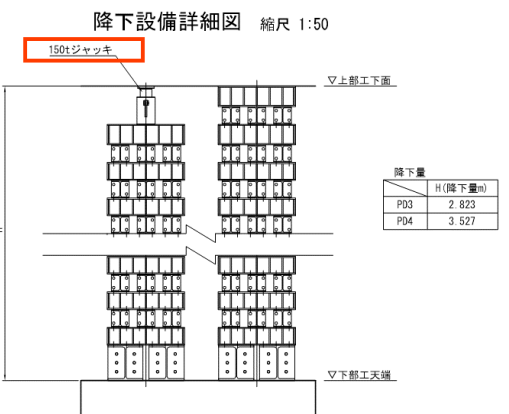 降下設備詳細図 縮尺 1:50
150tジャッキ
▽上部工下面
降下量
H(降下量m)
PD3 2.823
PD4 3.527
▽下部工天端